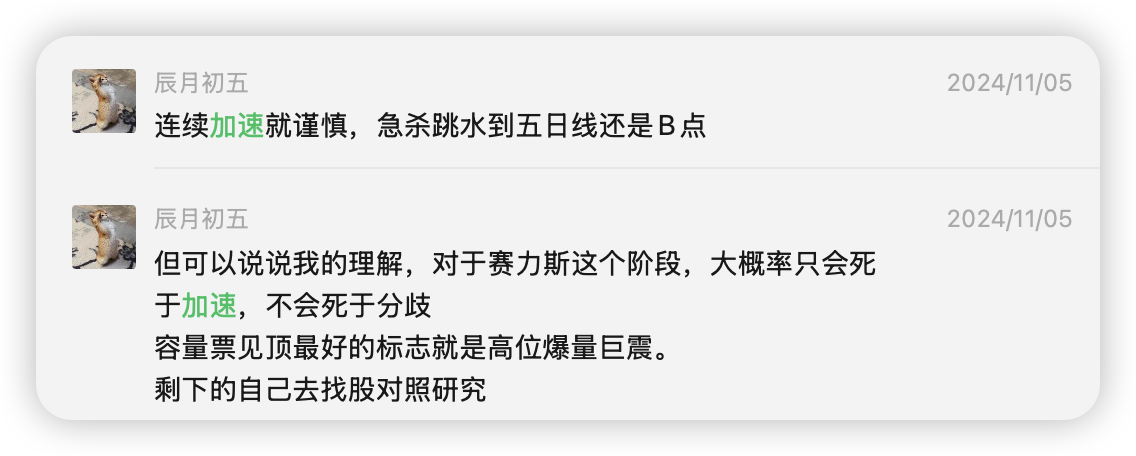 辰月初五 2024/11/05
连续加速就谨慎，急杀跳水到五日线还是B点
辰月初五 2024/11/05
但可以说说我的理解，对于赛力斯这个阶段，大概率只会死
于加速，不会死于分歧
容量票见顶最好的标志就是高位爆量巨震。
剩下的自己去找股对照研究